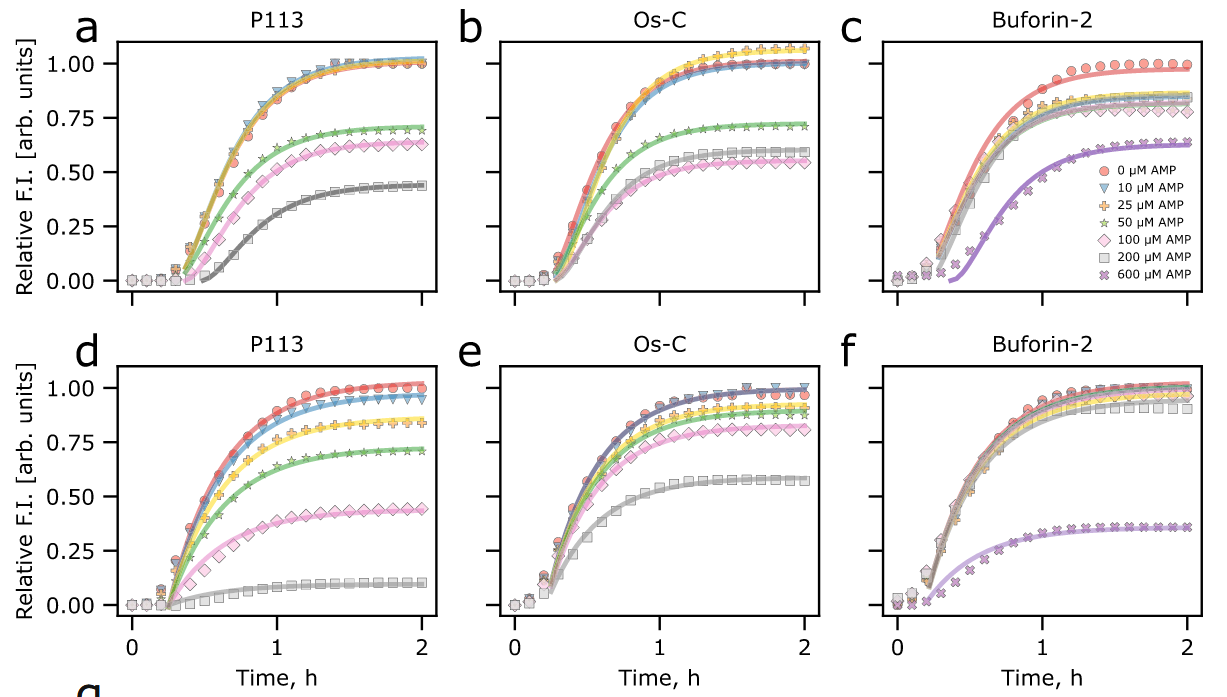 a P113
b Os-C
c Buforin-2
Relative F.I. [arb. units]
1.00
0.75
0.50
0.25
0.00
0 μM AMP
10 μM AMP
25 μM AMP
50 μM AMP
100 μM AMP
200 μM AMP
600 μM AMP
d P113
e Os-C
f Buforin-2
Relative F.I. [arb. units]
1.00
0.75
0.50
0.25
0.00
0 1 2
0 1 2
0 1 2
Time, h
Time, h
Time, h